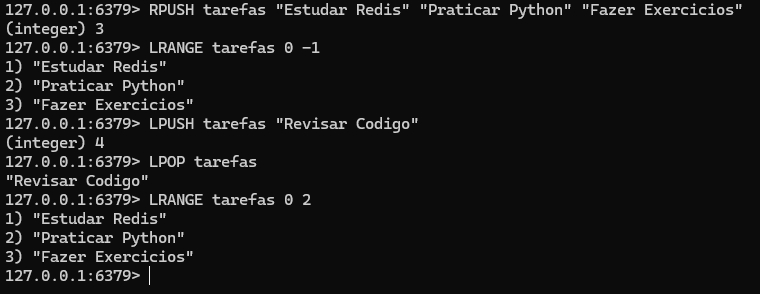 127.0.0.1:6379> RPUSH tarefas "Estudar Redis" "Praticar Python" "Fazer Exercicios"
(integer) 3
127.0.0.1:6379> LRANGE tarefas 0 -1
1) "Estudar Redis"
2) "Praticar Python"
3) "Fazer Exercicios"
127.0.0.1:6379> LPUSH tarefas "Revisar Codigo"
(integer) 4
127.0.0.1:6379> LPOP tarefas
"Revisar Codigo"
127.0.0.1:6379> LRANGE tarefas 0 2
1) "Estudar Redis"
2) "Praticar Python"
3) "Fazer Exercicios"
127.0.0.1:6379>